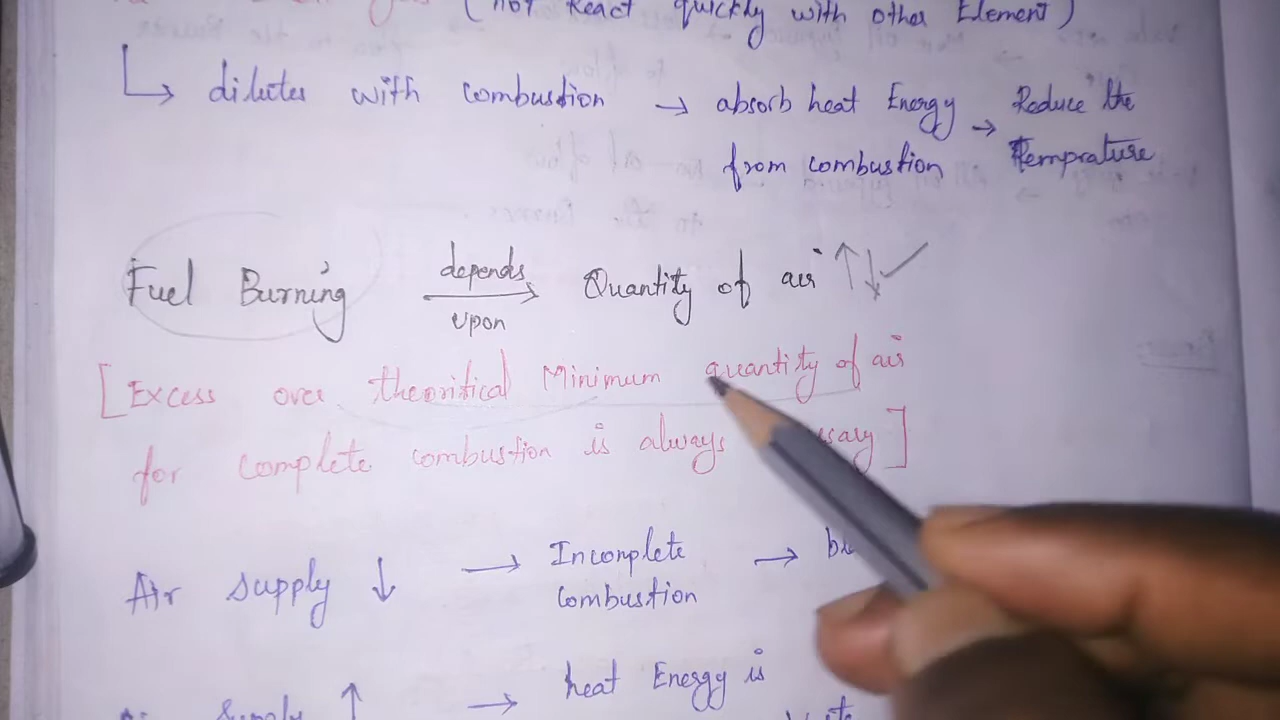 (not React quickly with other Element)
dilutes with combustion → absorb heat Energy → Reduce the
from combustion temprature
Fuel Burning depends upon → Quantity of air ↑↓✓
[Excess over theoritical Minimum quantity of air
for complete combustion is always ]
Air Supply ↓ → Incomplete →
combustion
Supply ↑ → heat Energy is